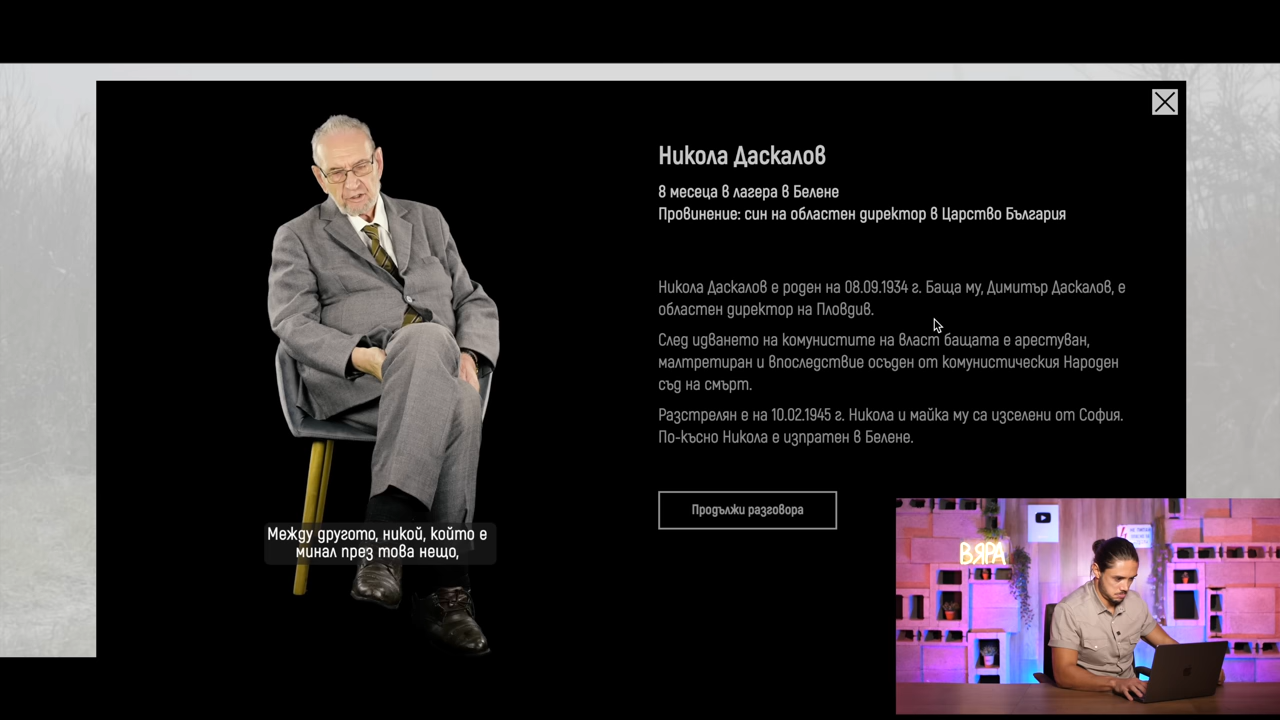 Никола Даскалов
8 месеца в лагера в Белене
Провинение: син на областен директор в Царство България
Никола Даскалов е роден на 08.09.1934 г. Баща му, Димитър Даскалов, е
областен директор на Пловдив.
След идването на комунистите на власт бащата е арестуван,
малтретиран и впоследствие осъден от комунистическия Народен
съд на смърт.
Разстрелян е на 10.02.1945 г. Никола и майка му са изселени от София.
По-късно Никола е изпратен в Белене.
Продължи разговора
Между другото, никой, който е
минал през това нещо,
В ЯРА